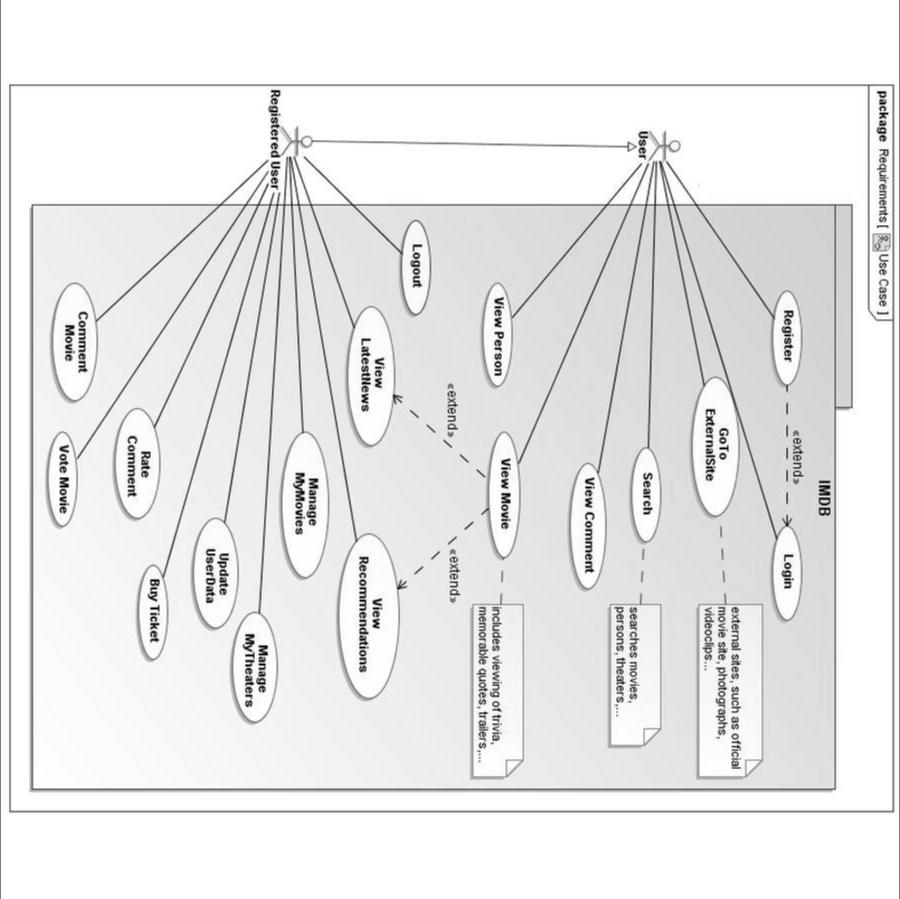 package Requirements [ Use Case ]
IMDB
Register
«extend»
Login
User
GoTo
ExternalSite
external sites, such as official
movie site, photographs,
videoclips...
Search
searches movies,
persons, theaters,...
View Comment
View Person
View Movie
includes viewing of trivia,
memorable quotes, trailers,...
«extend»
«extend»
Logout
View
LatestNews
View
Recommendations
Registered User
Manage
MyMovies
Manage
MyTheaters
Update
UserData
Buy Ticket
Rate
Comment
Vote Movie
Comment
Movie